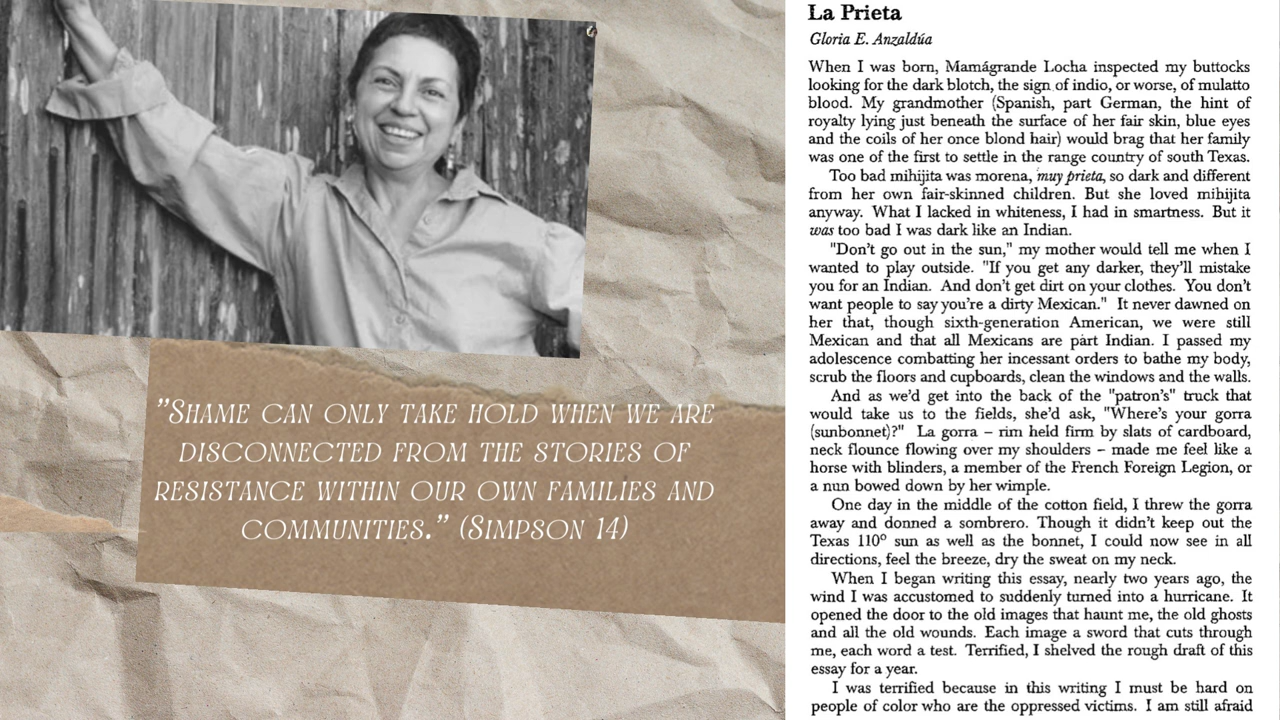 "Shame can only take hold when we are
disconnected from the stories of
resistance within our own families and
communities." (Simpson 14)
La Prieta
Gloria E. Anzaldúa
When I was born, Mamágrande Locha inspected my buttocks
looking for the dark blotch, the sign of indio, or worse, of mulatto
blood. My grandmother (Spanish, part German, the hint of
royalty lying just beneath the surface of her fair skin, blue eyes
and the coils of her once blond hair) would brag that her family
was one of the first to settle in the range country of south Texas.
Too bad mihijita was morena, muy prieta, so dark and different
from her own fair-skinned children. But she loved mihijita
anyway. What I lacked in whiteness, I had in smartness. But it
was too bad I was dark like an Indian.
"Don't go out in the sun," my mother would tell me when I
wanted to play outside. "If you get any darker, they'll mistake
you for an Indian. And don't get dirt on your clothes. You don't
want people to say you're a dirty Mexican." It never dawned on
her that, though sixth-generation American, we were still
Mexican and that all Mexicans are part Indian. I passed my
adolescence combatting her incessant orders to bathe my body,
scrub the floors and cupboards, clean the windows and the walls.
And as we'd get into the back of the "patron's" truck that
would take us to the fields, she'd ask, "Where's your gorra
(sunbonnet)?" La gorra – rim held firm by slats of cardboard,
neck flounce flowing over my shoulders – made me feel like a
horse with blinders, a member of the French Foreign Legion, or
a nun bowed down by her wimple.
One day in the middle of the cotton field, I threw the gorra
away and donned a sombrero. Though it didn't keep out the
Texas 110° sun as well as the bonnet, I could now see in all
directions, feel the breeze, dry the sweat on my neck.
When I began writing this essay, nearly two years ago, the
wind I was accustomed to suddenly turned into a hurricane. It
opened the door to the old images that haunt me, the old ghosts
and all the old wounds. Each image a sword that cuts through
me, each word a test. Terrified, I shelved the rough draft of this
essay for a year.
I was terrified because in this writing I must be hard on
people of color who are the oppressed victims. I am still afraid